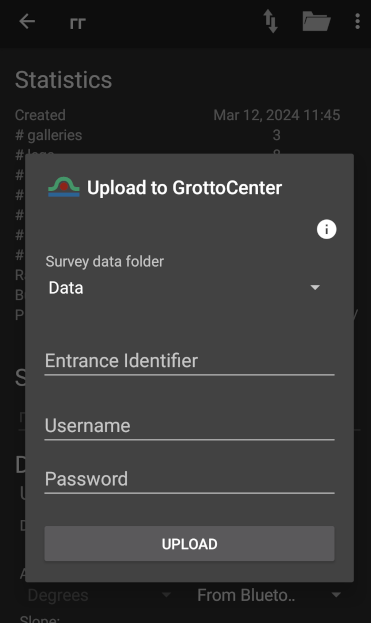 гг
Statistics
Created Mar 12, 2024 11:45
# galleries 3
#
#
#
#
#
#
Upload to GrottoCenter
Survey data folder
Data
Entrance Identifier
Username
Password
UPLOAD
Degrees From Blueto..
Slope: